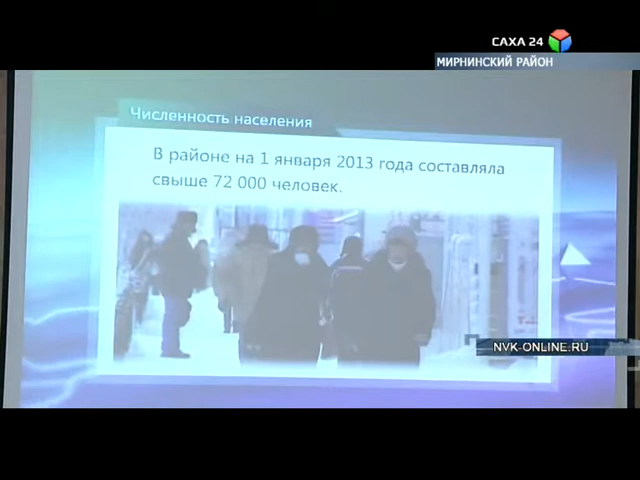 САХА 24
МИРНИНСКИЙ РАЙОН
Численность населения
В районе на 1 января 2013 года составляла
свыше 72 000 человек.
NVK-ONLINE.RU